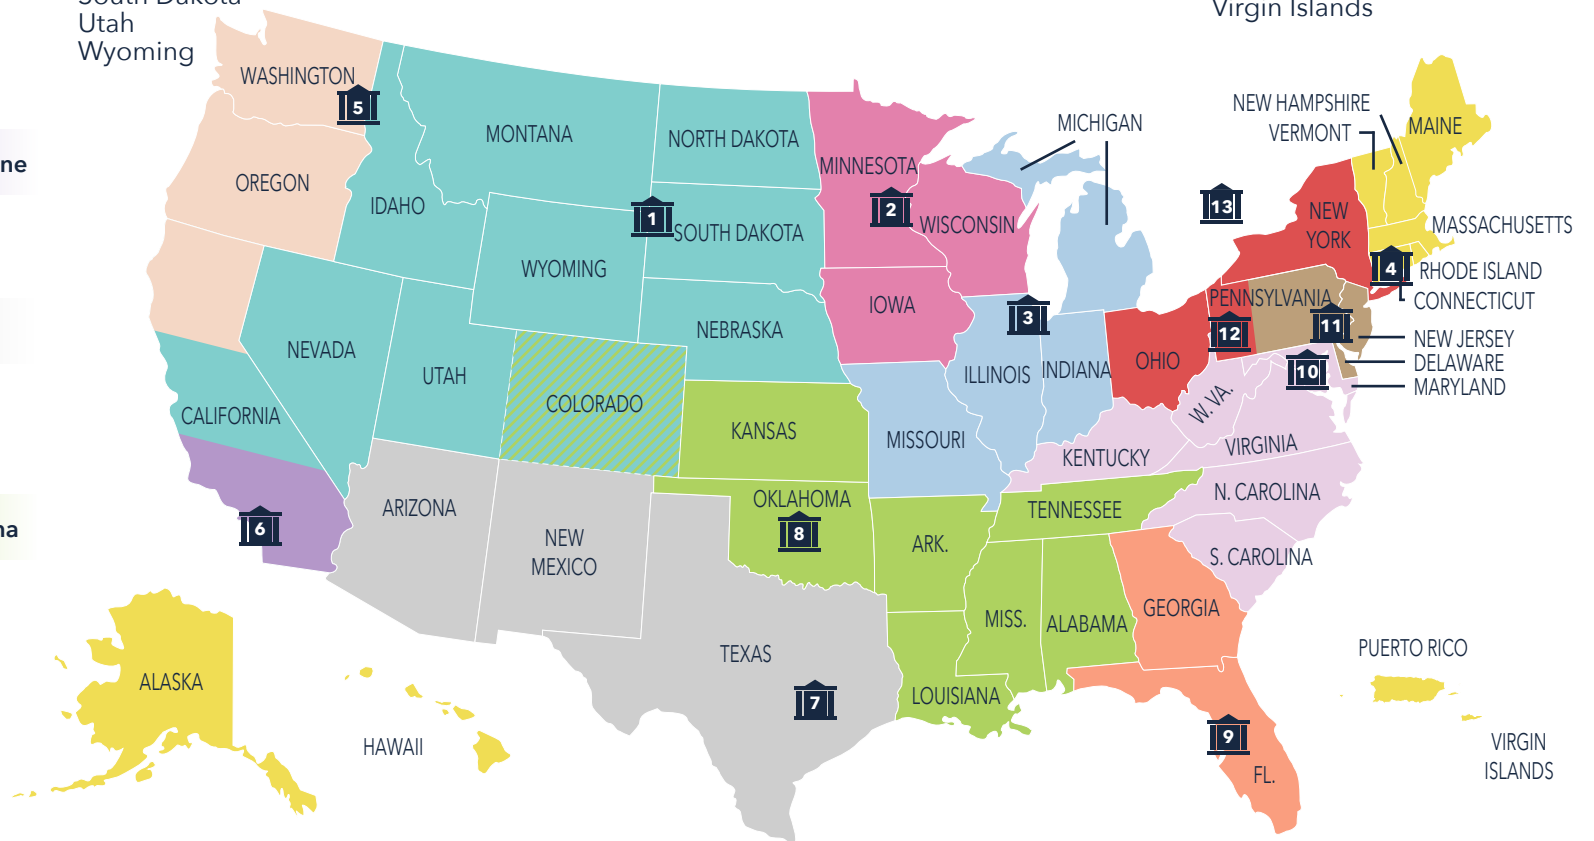 South Dakota
Utah
Wyoming
Virgin Islands
ne
na
WASHINGTON
5
MONTANA
NORTH DAKOTA
MINNESOTA
MICHIGAN
NEW HAMPSHIRE
VERMONT
MAINE
OREGON
IDAHO
1
SOUTH DAKOTA
2
WISCONSIN
13
NEW
YORK
MASSACHUSETTS
WYOMING
4
RHODE ISLAND
CONNECTICUT
IOWA
3
PENNSYLVANIA
NEBRASKA
12
11
NEW JERSEY
NEVADA
UTAH
COLORADO
ILLINOIS
INDIANA
OHIO
10
DELAWARE
MARYLAND
CALIFORNIA
KANSAS
MISSOURI
W. VA.
VIRGINIA
KENTUCKY
ARIZONA
OKLAHOMA
TENNESSEE
N. CAROLINA
6
NEW
MEXICO
8
ARK.
S. CAROLINA
MISS.
ALABAMA
GEORGIA
TEXAS
PUERTO RICO
ALASKA
7
LOUISIANA
9
HAWAII
FL.
VIRGIN
ISLANDS